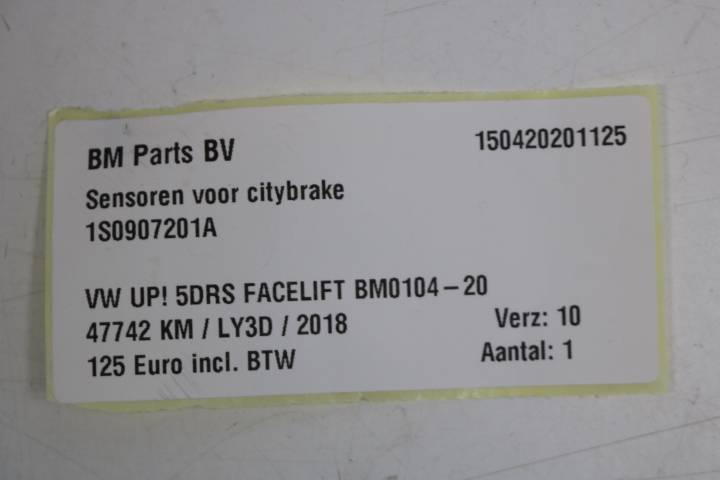 BM Parts BV
150420201125
Sensoren voor citybrake
1S0907201A
VW UP! 5DRS FACELIFT BM0104-20
47742 KM / LY3D / 2018
Verz: 10
125 Euro incl. BTW
Aantal: 1